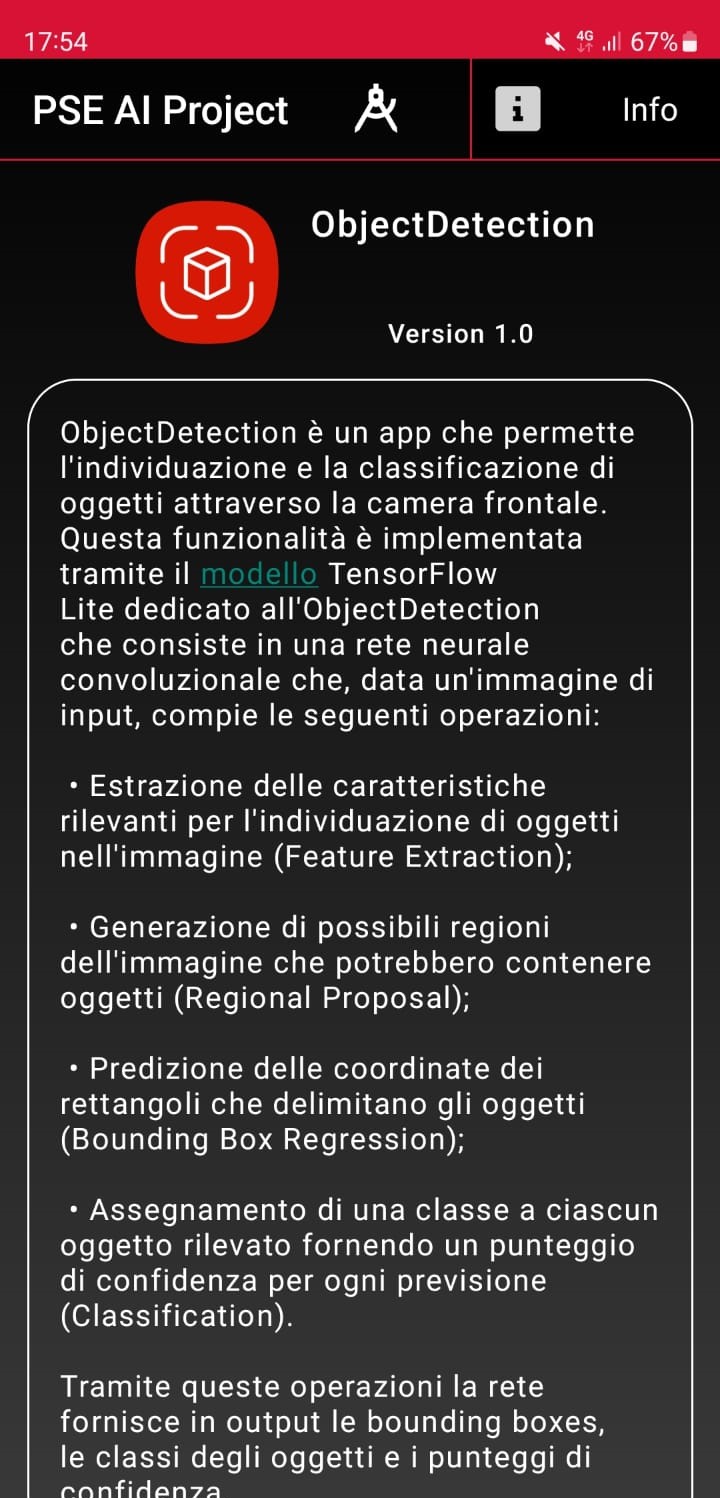 17:54
4G
67%
PSE AI Project
Info
ObjectDetection
Version 1.0
ObjectDetection è un app che permette
l'individuazione e la classificazione di
oggetti attraverso la camera frontale.
Questa funzionalità è implementata
tramite il modello TensorFlow
Lite dedicato all'ObjectDetection
che consiste in una rete neurale
convoluzionale che, data un'immagine di
input, compie le seguenti operazioni:
• Estrazione delle caratteristiche
rilevanti per l'individuazione di oggetti
nell'immagine (Feature Extraction);
• Generazione di possibili regioni
dell'immagine che potrebbero contenere
oggetti (Regional Proposal);
• Predizione delle coordinate dei
rettangoli che delimitano gli oggetti
(Bounding Box Regression);
• Assegnamento di una classe a ciascun
oggetto rilevato fornendo un punteggio
di confidenza per ogni previsione
(Classification).
Tramite queste operazioni la rete
fornisce in output le bounding boxes,
le classi degli oggetti e i punteggi di
confidenza